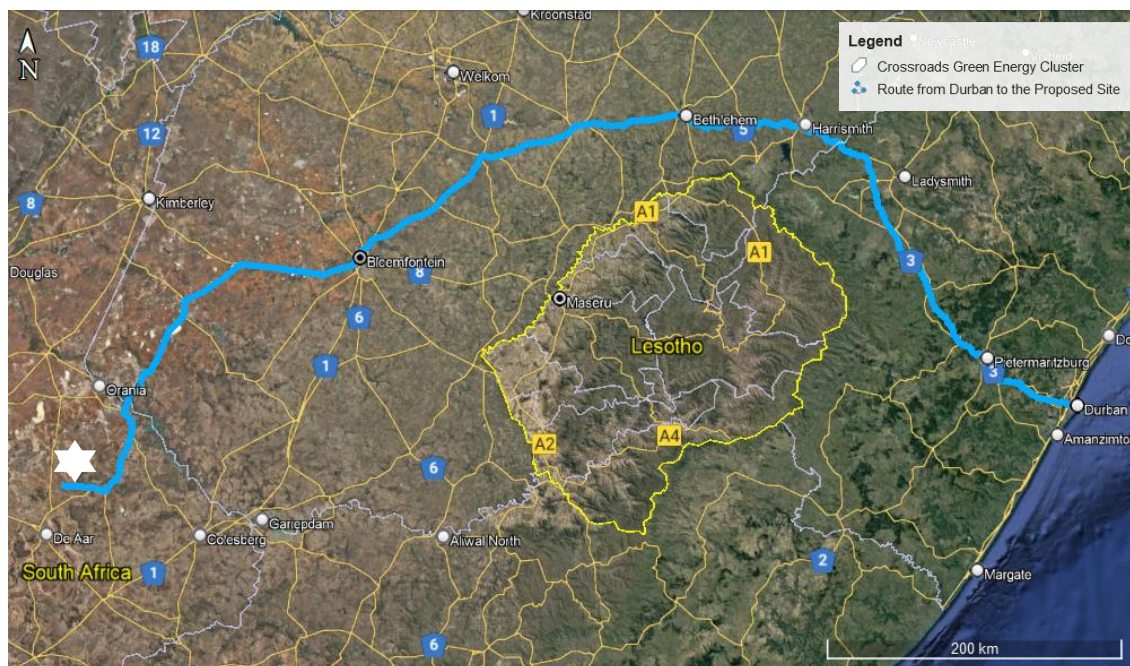 Kroonstad
N
18
Legend
Newcastle
Crossroads Green Energy Cluster
Route from Durban to the Proposed Site
Welkom
1
Bethlehem
5
Harrismith
12
Ladysmith
Kimberley
8
A1
A1
3
Douglas
Bloemfontein
8
Maseru
6
Lesotho
1
Pietermaritzburg
3
Orania
Durban
Amanzimto
A2
A4
6
De Aar
Colesberg
Gariepdam
Aliwal North
South Africa
1
2
Margate
6
200 km